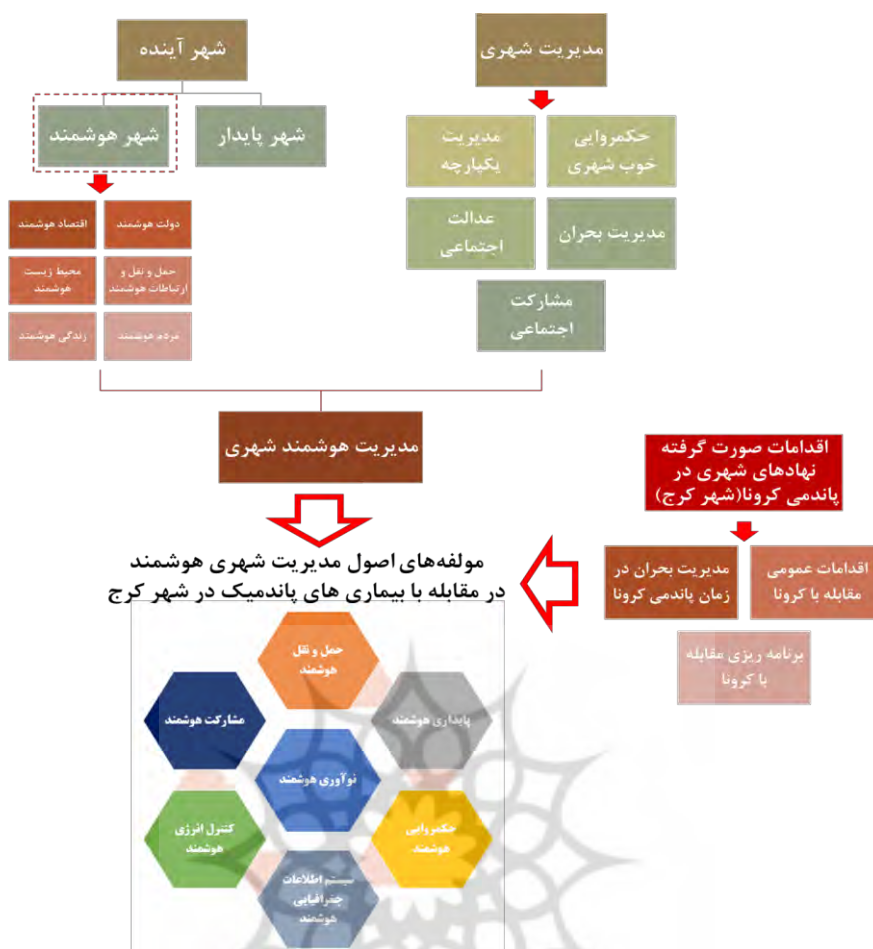 مدیریت شهری
حکمروایی
خوب شهری
مدیریت
یکپارچه
مدیریت بحران
عدالت
اجتماعی
مشارکت
اجتماعی
شهر آینده
شهر پایدار
شهر هوشمند
دولت هوشمند
اقتصاد هوشمند
حمل و نقل و
ارتباطات هوشمند
محیط زیست
هوشمند
مردم هوشمند
زندگی هوشمند
مدیریت هوشمند شهری
اقدامات صورت گرفته
نهادهای شهری در
پاندمی کرونا(شهر کرج)
اقدامات عمومی
مقابله با کرونا
مدیریت بحران در
زمان پاندمی کرونا
برنامه ریزی مقابله
با کرونا
مولفه‌های اصول مدیریت شهری هوشمند
در مقابله با بیماری های پاندمیک در شهر کرج
حمل و نقل
هوشمند
پایداری هوشمند
مشارکت هوشمند
نوآوری هوشمند
حکمروایی
هوشمند
کنترل انرژی
هوشمند
سیستم اطلاعات
جغرافیایی
هوشمند